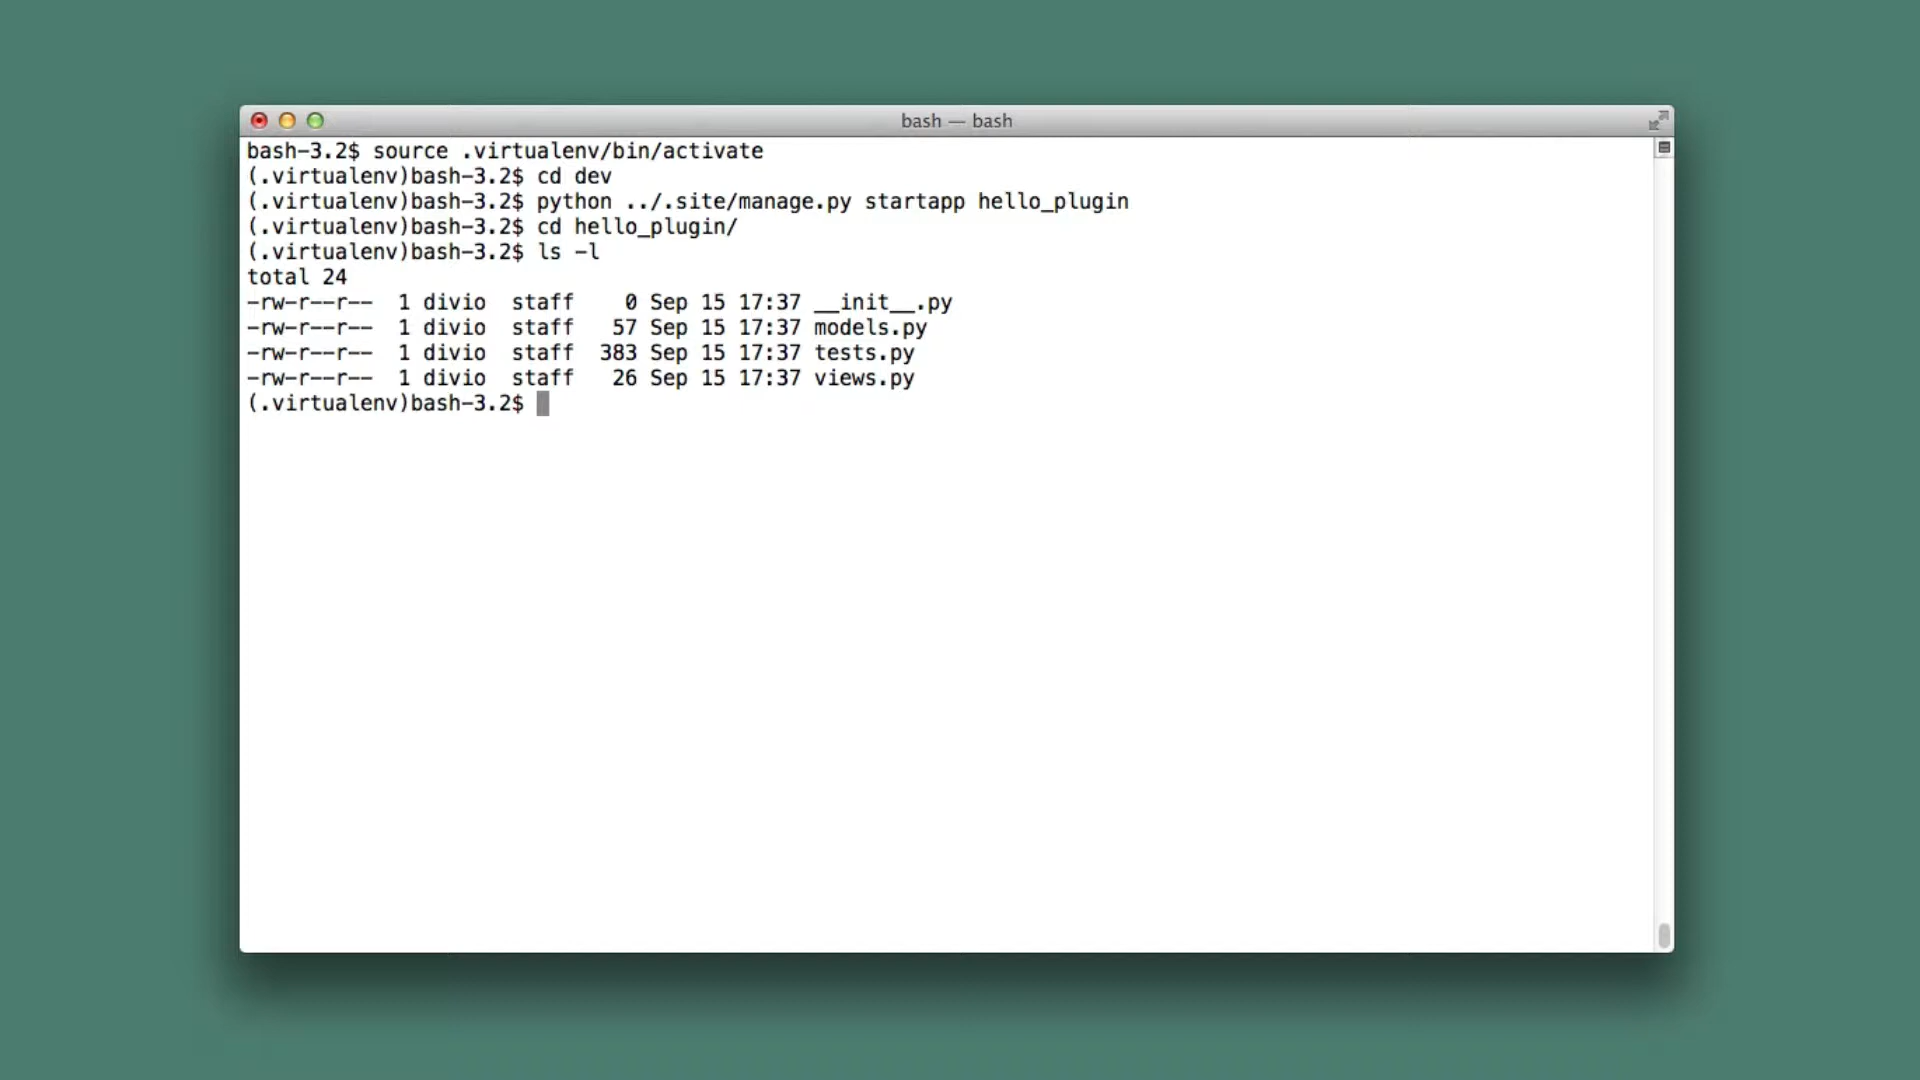 bash — bash
bash-3.2$ source .virtualenv/bin/activate
(.virtualenv)bash-3.2$ cd dev
(.virtualenv)bash-3.2$ python ../.site/manage.py startapp hello_plugin
(.virtualenv)bash-3.2$ cd hello_plugin/
(.virtualenv)bash-3.2$ ls -l
total 24
-rw-r--r--  1 divio  staff    0 Sep 15 17:37 __init__.py
-rw-r--r--  1 divio  staff   57 Sep 15 17:37 models.py
-rw-r--r--  1 divio  staff  383 Sep 15 17:37 tests.py
-rw-r--r--  1 divio  staff   26 Sep 15 17:37 views.py
(.virtualenv)bash-3.2$